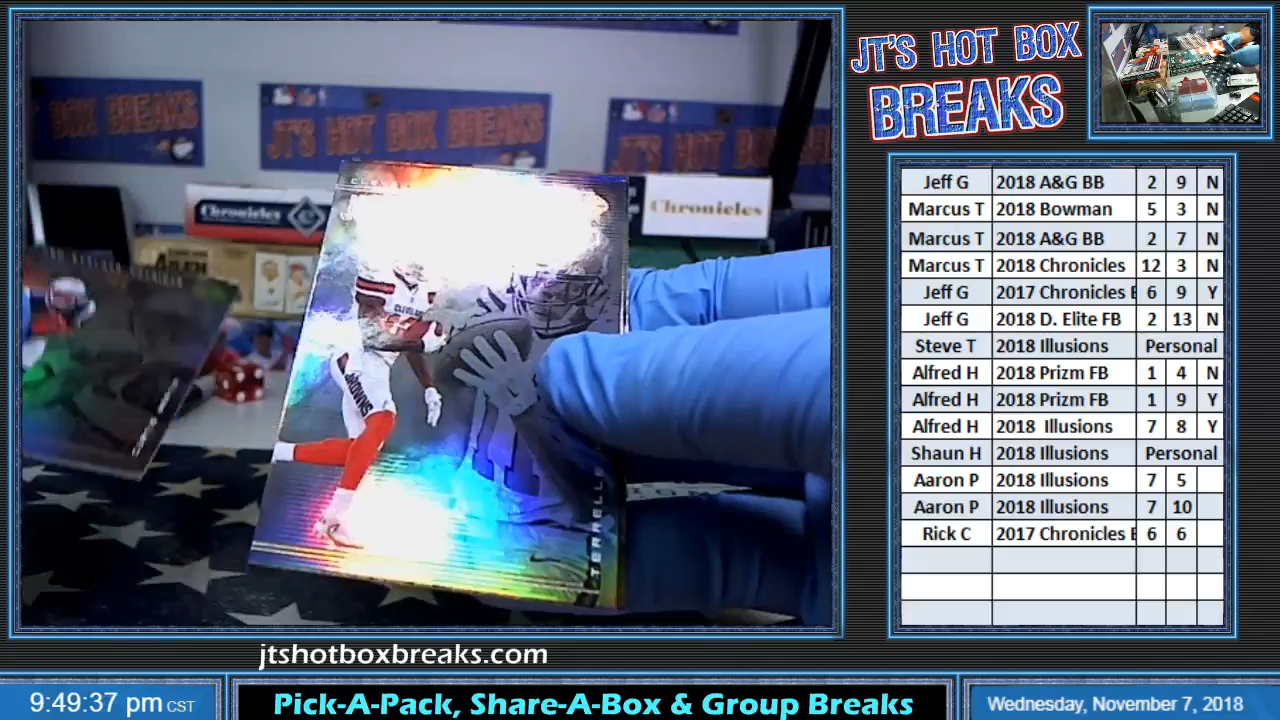 BOX BREAKS
JT'S HOT BOX BREAKS
JT'S HOT BOX
Chronicles
Chronicles
CLEVELAND
BROWNS
11
TERRELL
JT'S HOT BOX
BREAKS
Jeff G 2018 A&G BB 2 9 N
Marcus T 2018 Bowman 5 3 N
Marcus T 2018 A&G BB 2 7 N
Marcus T 2018 Chronicles 12 3 N
Jeff G 2017 Chronicles 6 9 Y
Jeff G 2018 D. Elite FB 2 13 N
Steve T 2018 Illusions Personal
Alfred H 2018 Prizm FB 1 4 N
Alfred H 2018 Prizm FB 1 9 Y
Alfred H 2018 Illusions 7 8 Y
Shaun H 2018 Illusions Personal
Aaron P 2018 Illusions 7 5
Aaron P 2018 Illusions 7 10
Rick C 2017 Chronicles 6 6
jtshotboxbreaks.com
9:49:37 pm CST
Pick-A-Pack, Share-A-Box & Group Breaks
Wednesday, November 7, 2018